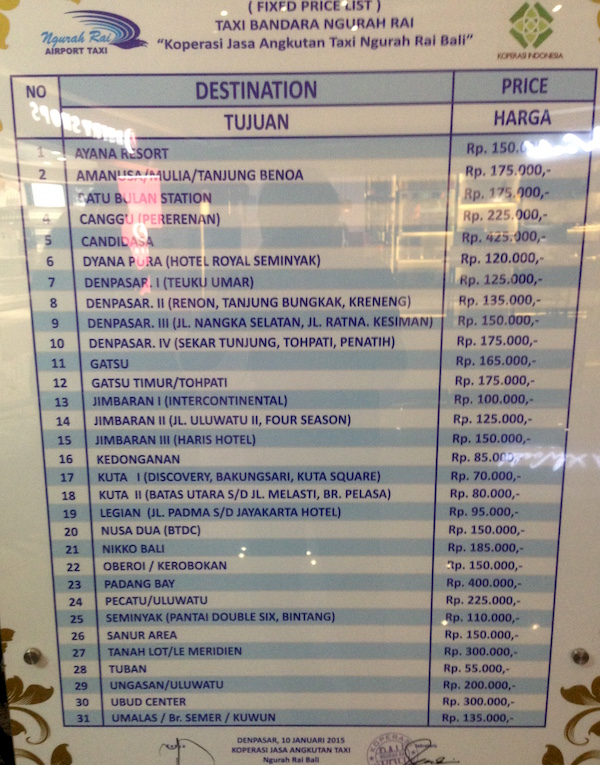 ( FIXED PRICE LIST )
TAXI BANDARA NGURAH RAI
Ngurah Rai
AIRPORT TAXI
"Koperasi Jasa Angkutan Taxi Ngurah Rai Bali"
KOPERASI INDONESIA
NO DESTINATION PRICE
TUJUAN HARGA
1 AYANA RESORT Rp. 150.
2 AMANUSA/MULIA/TANJUNG BENOA Rp. 175.000,-
BATU BULAN STATION Rp. 175.000,-
4 CANGGU (PERERENAN) Rp. 225.000,-
5 CANDIDASA Rp. 425.000,-
6 DYANA PURA (HOTEL ROYAL SEMINYAK) Rp. 120.000,-
7 DENPASAR. I (TEUKU UMAR) Rp. 125.000,-
8 DENPASAR. II (RENON, TANJUNG BUNGKAK, KRENENG) Rp. 135.000,-
9 DENPASAR. III (JL. NANGKA SELATAN, JL. RATNA. KESIMAN) Rp. 150.000,-
10 DENPASAR. IV (SEKAR TUNJUNG, TOHPATI, PENATIH) Rp. 175.000,-
11 GATSU Rp. 165.000,-
12 GATSU TIMUR/TOHPATI Rp. 175.000,-
13 JIMBARAN I (INTERCONTINENTAL) Rp. 100.000,-
14 JIMBARAN II (JL. ULUWATU II, FOUR SEASON) Rp. 125.000,-
15 JIMBARAN III (HARIS HOTEL) Rp. 150.000,-
16 KEDONGANAN Rp. 85.000,-
17 KUTA I (DISCOVERY, BAKUNGSARI, KUTA SQUARE) Rp. 70.000,-
18 KUTA II (BATAS UTARA S/D JL. MELASTI, BR. PELASA) Rp. 80.000,-
19 LEGIAN (JL. PADMA S/D JAYAKARTA HOTEL) Rp. 95.000,-
20 NUSA DUA (BTDC) Rp. 150.000,-
21 NIKKO BALI Rp. 185.000,-
22 OBEROI / KEROBOKAN Rp. 150.000,-
23 PADANG BAY Rp. 400.000,-
24 PECATU/ULUWATU Rp. 225.000,-
25 SEMINYAK (PANTAI DOUBLE SIX, BINTANG) Rp. 110.000,-
26 SANUR AREA Rp. 150.000,-
27 TANAH LOT/LE MERIDIEN Rp. 300.000,-
28 TUBAN Rp. 55.000,-
29 UNGASAN/ULUWATU Rp. 200.000,-
30 UBUD CENTER Rp. 300.000,-
31 UMALAS / Br. SEMER / KUWUN Rp. 135.000,-
DENPASAR, 10 JANUARI 2015
KOPERASI JASA ANGKUTAN TAXI
Ngurah Rai Bali